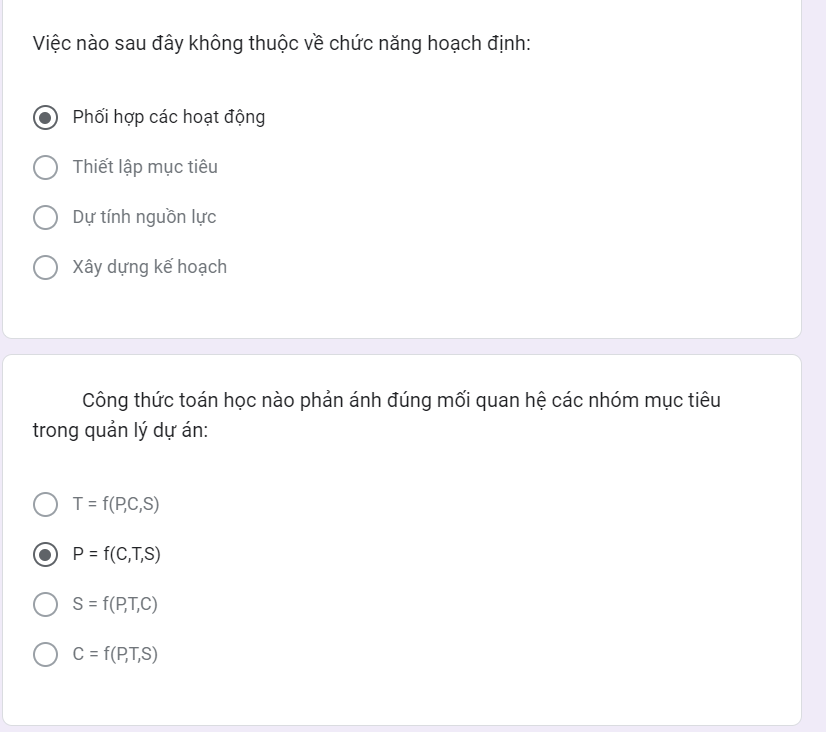 Việc nào sau đây không thuộc về chức năng hoạch định:
Phối hợp các hoạt động
Thiết lập mục tiêu
Dự tính nguồn lực
Xây dựng kế hoạch
Công thức toán học nào phản ánh đúng mối quan hệ các nhóm mục tiêu
trong quản lý dự án:
T = f(P,C,S)
P = f(C,T,S)
S = f(P,T,C)
C = f(P,T,S)